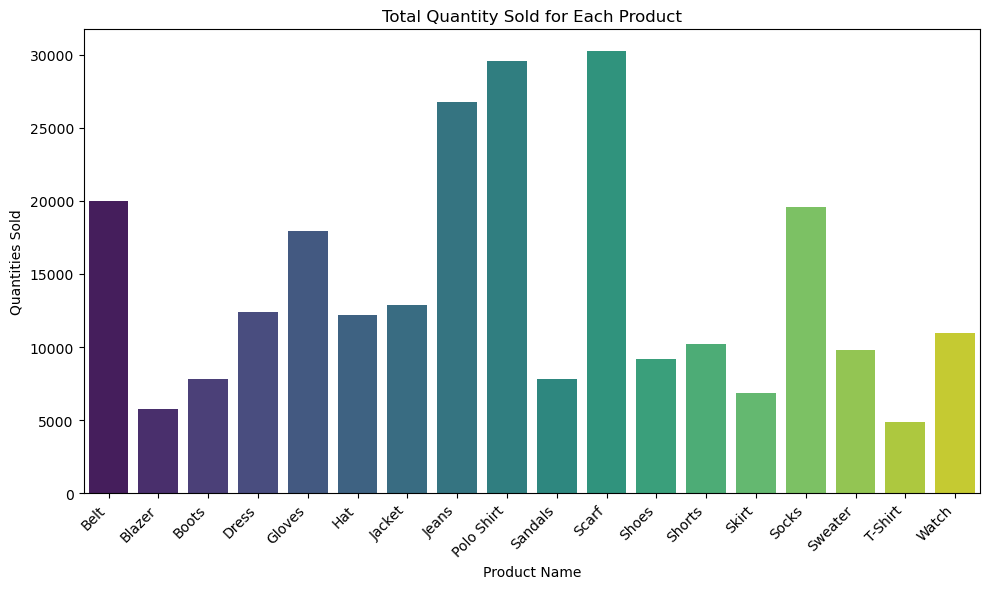 Total Quantity Sold for Each Product
Quantities Sold
30000
25000
20000
15000
10000
5000
0
Belt
Blazer
Boots
Dress
Gloves
Hat
Jacket
Jeans
Polo Shirt
Sandals
Scarf
Shoes
Shorts
Skirt
Socks
Sweater
T-Shirt
Watch
Product Name